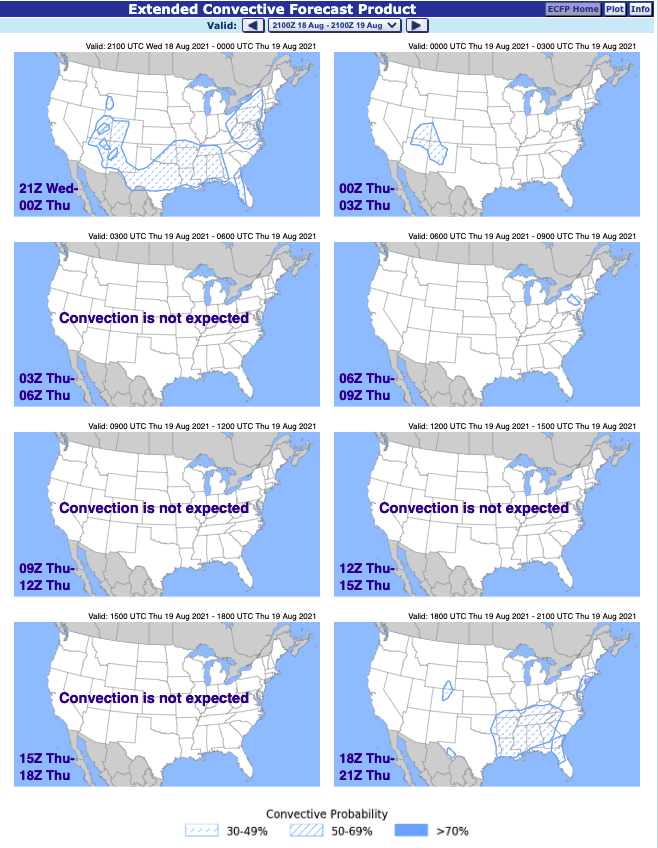 Extended Convective Forecast Product
ECFP Home Plot Info
Valid: 2100Z 18 Aug - 2100Z 19 Aug
Valid: 2100 UTC Wed 18 Aug 2021 - 0000 UTC Thu 19 Aug 2021
21Z Wed-
00Z Thu
Valid: 0000 UTC Thu 19 Aug 2021 - 0300 UTC Thu 19 Aug 2021
00Z Thu-
03Z Thu
Valid: 0300 UTC Thu 19 Aug 2021 - 0600 UTC Thu 19 Aug 2021
Convection is not expected
03Z Thu-
06Z Thu
Valid: 0600 UTC Thu 19 Aug 2021 - 0900 UTC Thu 19 Aug 2021
06Z Thu-
09Z Thu
Valid: 0900 UTC Thu 19 Aug 2021 - 1200 UTC Thu 19 Aug 2021
Convection is not expected
09Z Thu-
12Z Thu
Valid: 1200 UTC Thu 19 Aug 2021 - 1500 UTC Thu 19 Aug 2021
Convection is not expected
12Z Thu-
15Z Thu
Valid: 1500 UTC Thu 19 Aug 2021 - 1800 UTC Thu 19 Aug 2021
Convection is not expected
15Z Thu-
18Z Thu
Valid: 1800 UTC Thu 19 Aug 2021 - 2100 UTC Thu 19 Aug 2021
18Z Thu-
21Z Thu
Convective Probability
30-49% 50-69% >70%